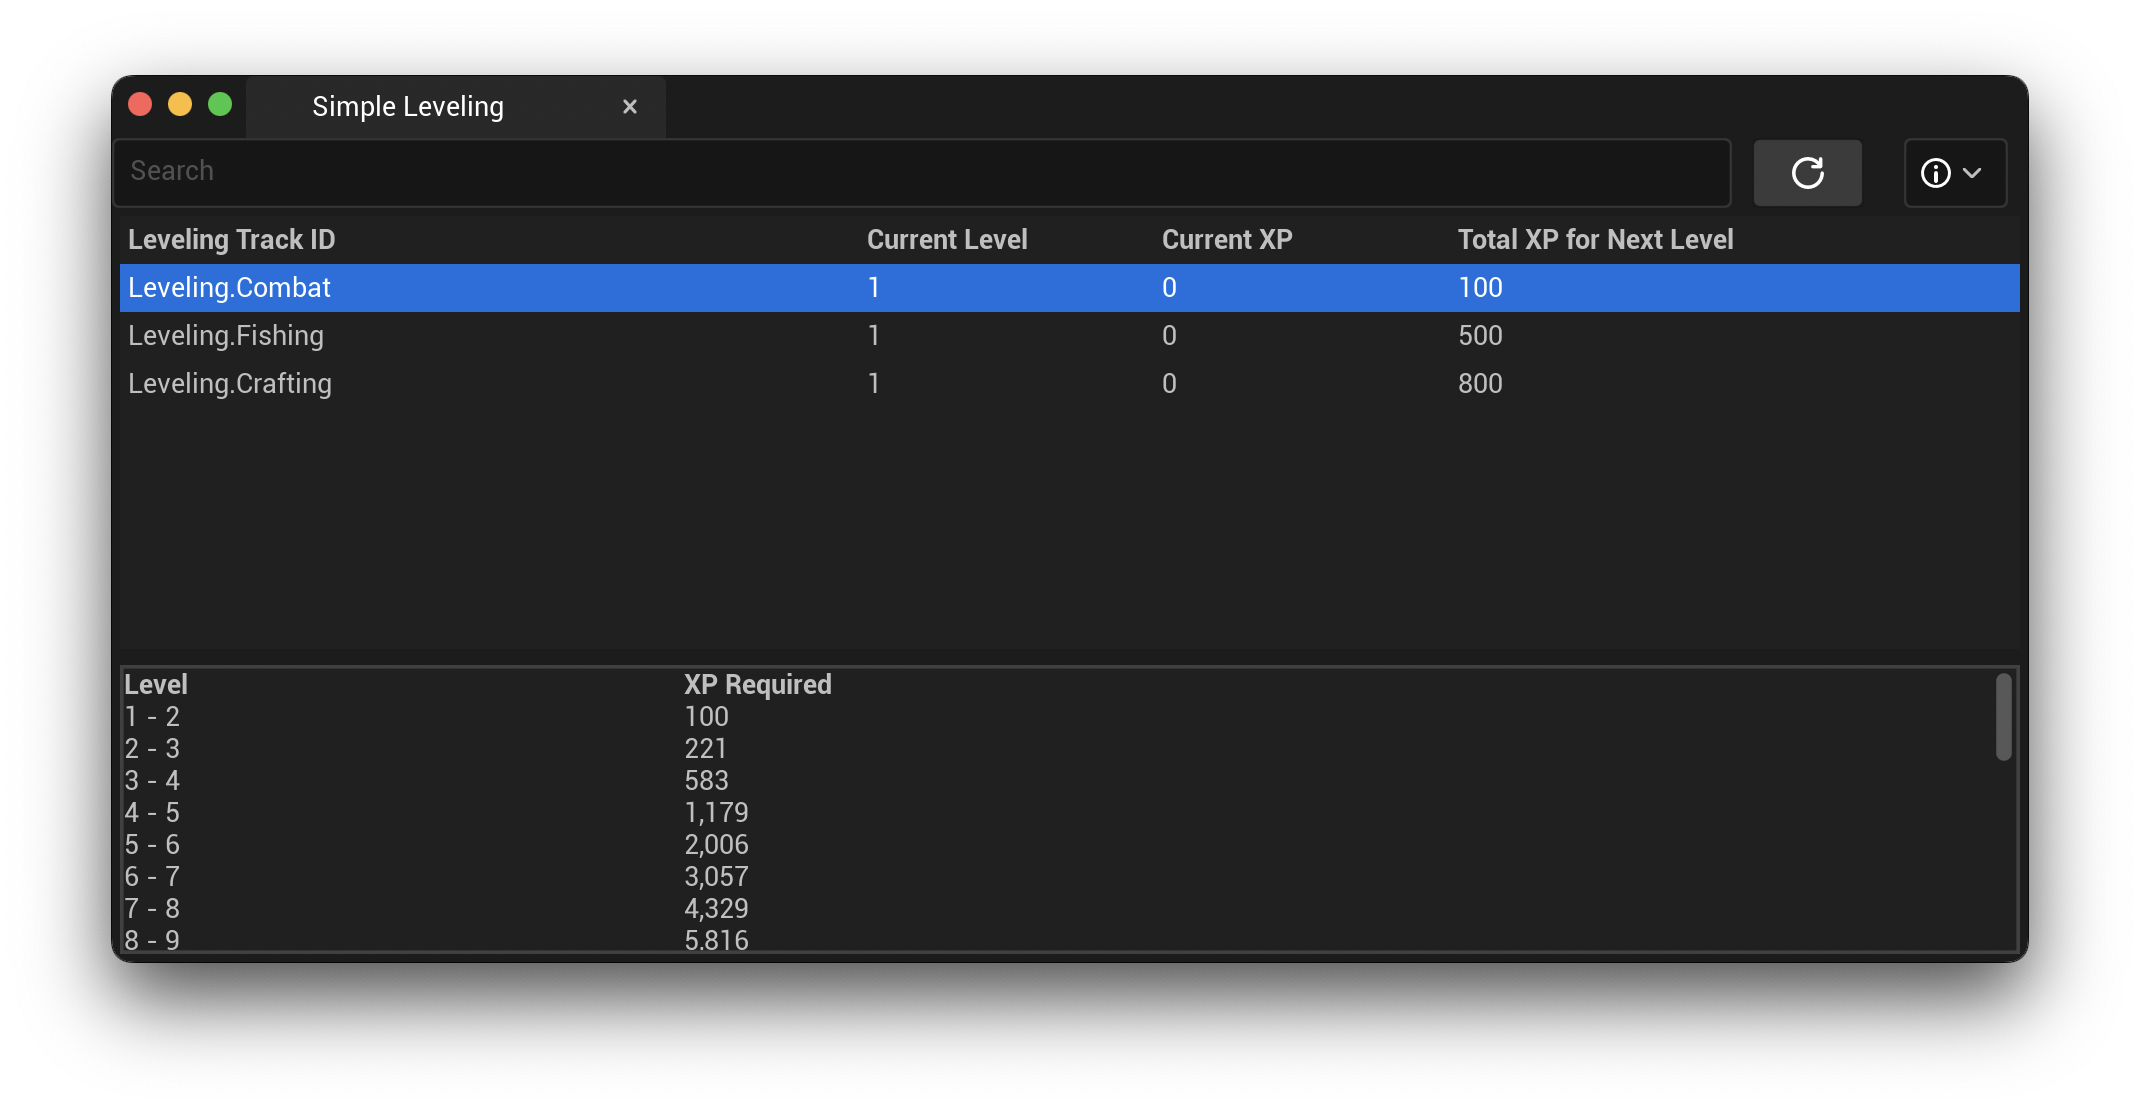 Simple Leveling
Search
Leveling Track ID Current Level Current XP Total XP for Next Level
Leveling.Combat 1 0 100
Leveling.Fishing 1 0 500
Leveling.Crafting 1 0 800
Level XP Required
1 - 2 100
2 - 3 221
3 - 4 583
4 - 5 1,179
5 - 6 2,006
6 - 7 3,057
7 - 8 4,329
8 - 9 5,816